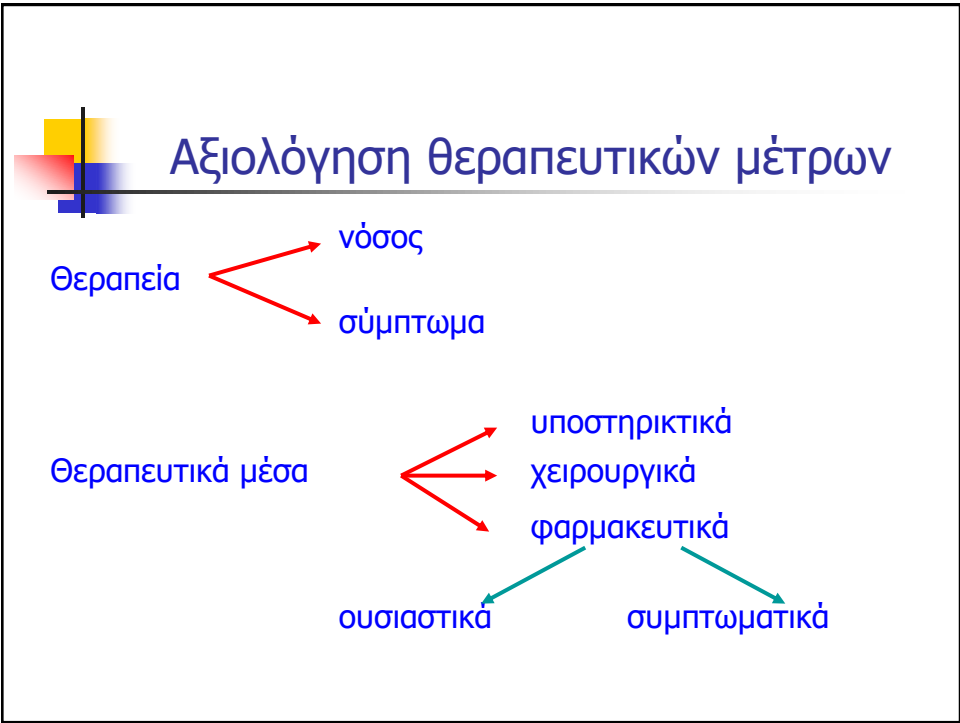 Αξιολόγηση θεραπευτικών μέτρων
νόσος
Θεραπεία
σύμπτωμα
υποστηρικτικά
Θεραπευτικά μέσα
χειρουργικά
φαρμακευτικά
ουσιαστικά
συμπτωματικά